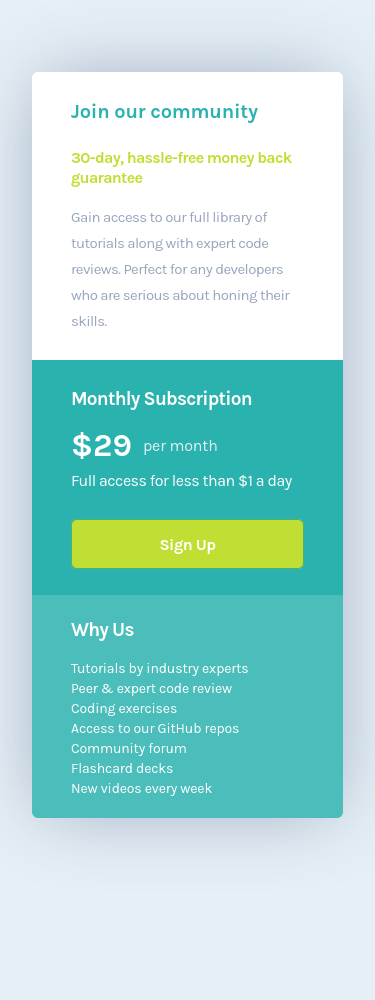 Join our community
30-day, hassle-free money back
guarantee
Gain access to our full library of
tutorials along with expert code
reviews. Perfect for any developers
who are serious about honing their
skills.
Monthly Subscription
$29 per month
Full access for less than $1 a day
Sign Up
Why Us
Tutorials by industry experts
Peer & expert code review
Coding exercises
Access to our GitHub repos
Community forum
Flashcard decks
New videos every week